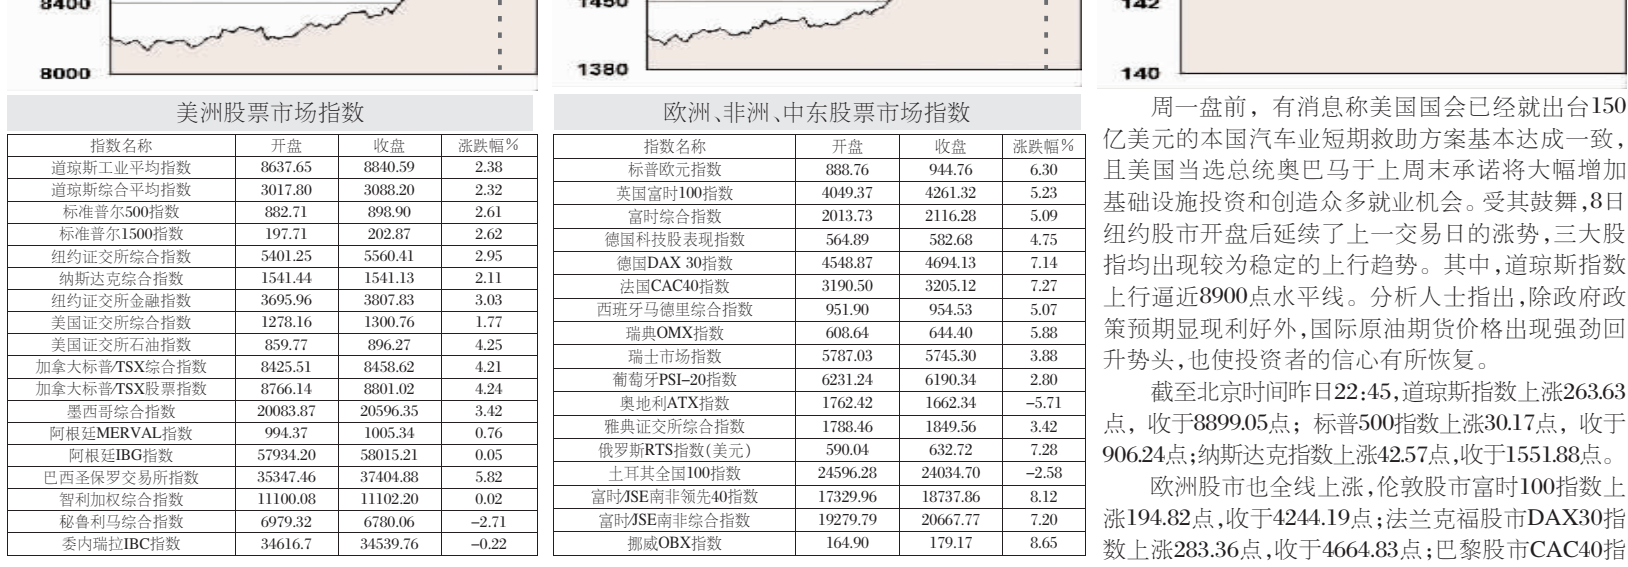 8400
8000
1450
1380
142
140
美洲股票市场指数
指数名称 开盘 收盘 涨跌幅%
道琼斯工业平均指数 8637.65 8840.59 2.38
道琼斯综合平均指数 3017.80 3088.20 2.32
标准普尔500指数 882.71 898.90 2.61
标准普尔1500指数 197.71 202.87 2.62
纽约证交所综合指数 5401.25 5560.41 2.95
纳斯达克综合指数 1541.44 1541.13 2.11
纽约证交所金融指数 3695.96 3807.83 3.03
美国证交所综合指数 1278.16 1300.76 1.77
美国证交所石油指数 859.77 896.27 4.25
加拿大标普/TSX综合指数 8425.51 8458.62 4.21
加拿大标普/TSX股票指数 8766.14 8801.02 4.24
墨西哥综合指数 20083.87 20596.35 3.42
阿根廷MERVAL指数 994.37 1005.34 0.76
阿根廷IBG指数 57934.20 58015.21 0.05
巴西圣保罗交易所指数 35347.46 37404.88 5.82
智利加权综合指数 11100.08 11102.20 0.02
秘鲁利马综合指数 6979.32 6780.06 −2.71
委内瑞拉IBC指数 34616.7 34539.76 −0.22
欧洲、非洲、中东股票市场指数
指数名称 开盘 收盘 涨跌幅%
标普欧元指数 888.76 944.76 6.30
英国富时100指数 4049.37 4261.32 5.23
富时综合指数 2013.73 2116.28 5.09
德国科技股表现指数 564.89 582.68 4.75
德国DAX 30指数 4548.87 4694.13 7.14
法国CAC40指数 3190.50 3205.12 7.27
西班牙马德里综合指数 951.90 954.53 5.07
瑞典OMX指数 608.64 644.40 5.88
瑞士市场指数 5787.03 5745.30 3.88
葡萄牙PSI−20指数 6231.24 6190.34 2.80
奥地利ATX指数 1762.42 1662.34 −5.71
雅典证交所综合指数 1788.46 1849.56 3.42
俄罗斯RTS指数(美元) 590.04 632.72 7.28
土耳其全国100指数 24596.28 24034.70 −2.58
富时/JSE南非领先40指数 17329.96 18737.86 8.12
富时/JSE南非综合指数 19279.79 20667.77 7.20
挪威OBX指数 164.90 179.17 8.65
周一盘前，有消息称美国国会已经就出台150
亿美元的本国汽车业短期救助方案基本达成一致，
且美国当选总统奥巴马于上周末承诺将大幅增加
基础设施投资和创造众多就业机会。受其鼓舞，8日
纽约股市开盘后延续了上一交易日的涨势，三大股
指均出现较为稳定的上行趋势。其中，道琼斯指数
上行逼近8900点水平线。分析人士指出，除政府政
策预期显现利好外，国际原油期货价格出现强劲回
升势头，也使投资者的信心有所恢复。
截至北京时间昨日22:45，道琼斯指数上涨263.63
点，收于8899.05点；标普500指数上涨30.17点，收于
906.24点；纳斯达克指数上涨42.57点，收于1551.88点。
欧洲股市也全线上涨，伦敦股市富时100指数上
涨194.82点，收于4244.19点；法兰克福股市DAX30指
数上涨283.36点，收于4664.83点；巴黎股市CAC40指